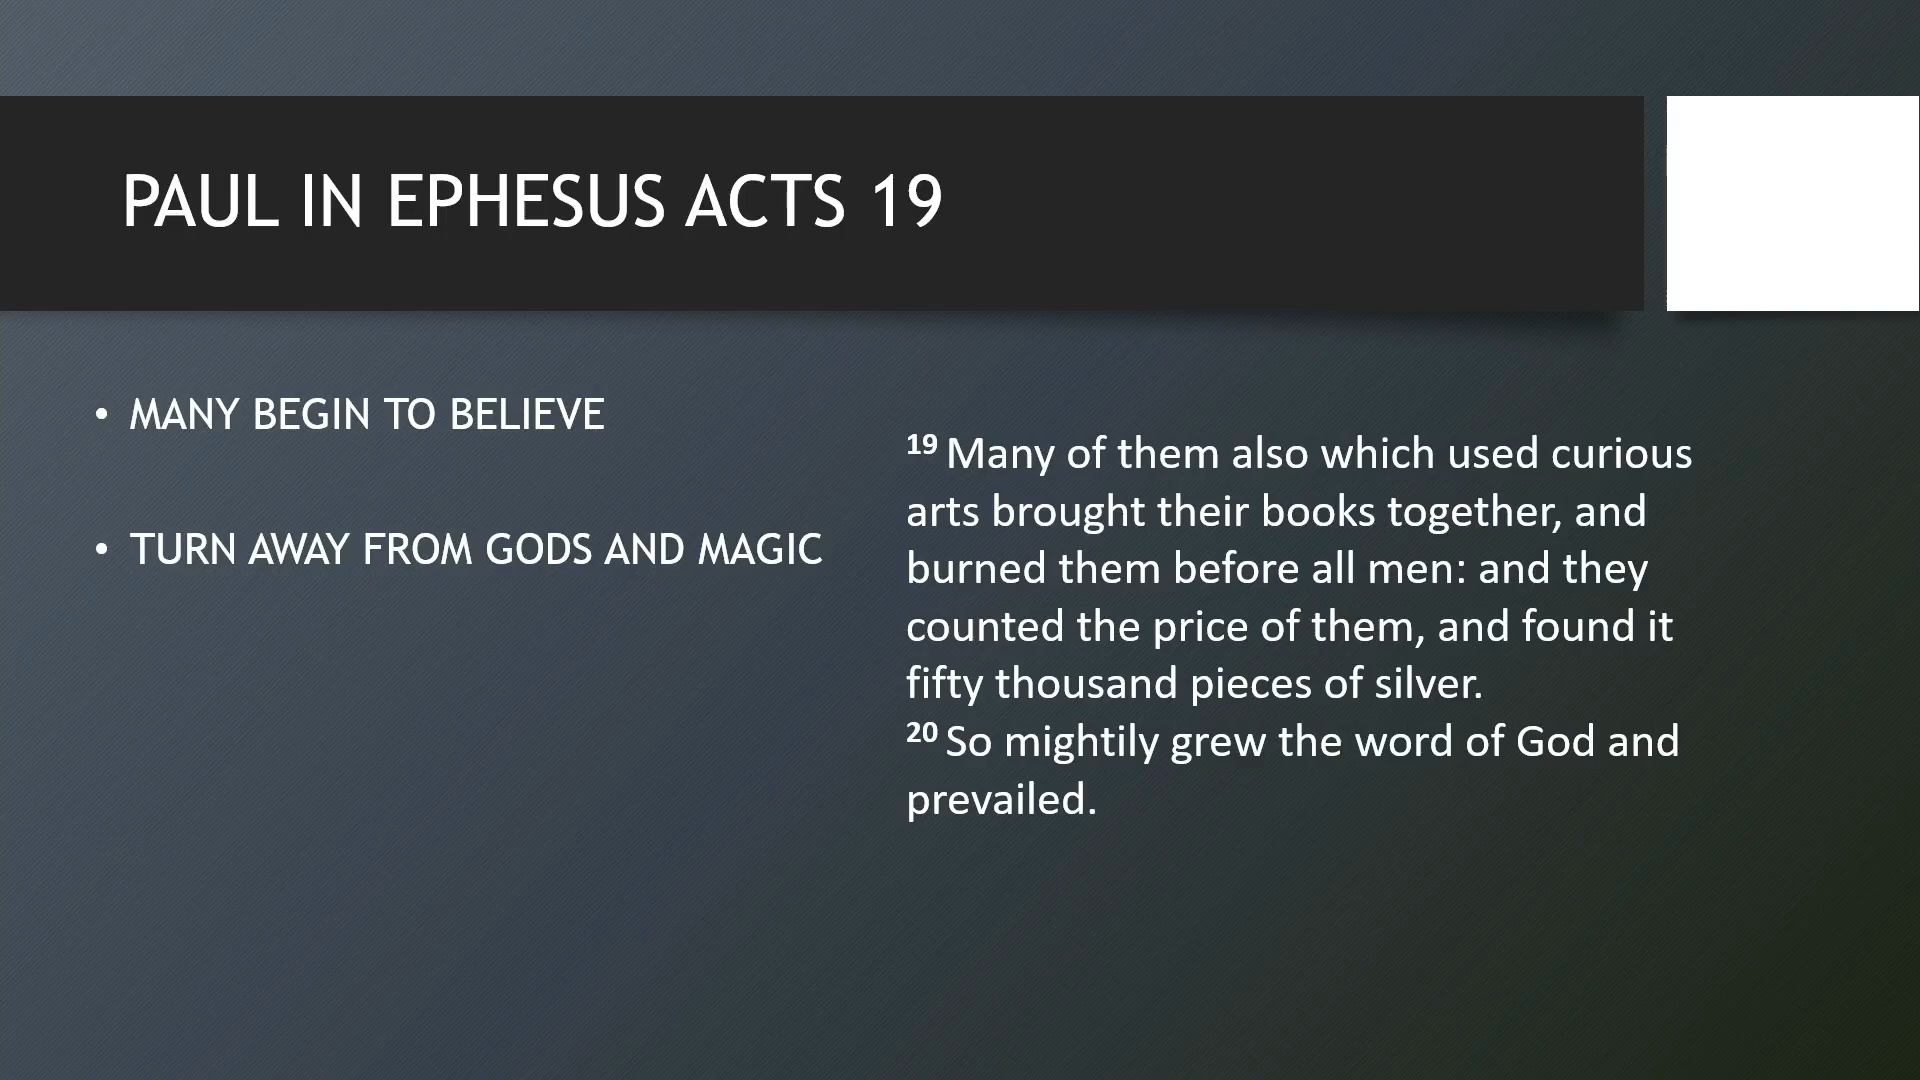 PAUL IN EPHESUS ACTS 19
• MANY BEGIN TO BELIEVE
• TURN AWAY FROM GODS AND MAGIC
19 Many of them also which used curious
arts brought their books together, and
burned them before all men: and they
counted the price of them, and found it
fifty thousand pieces of silver.
20 So mightily grew the word of God and
prevailed.